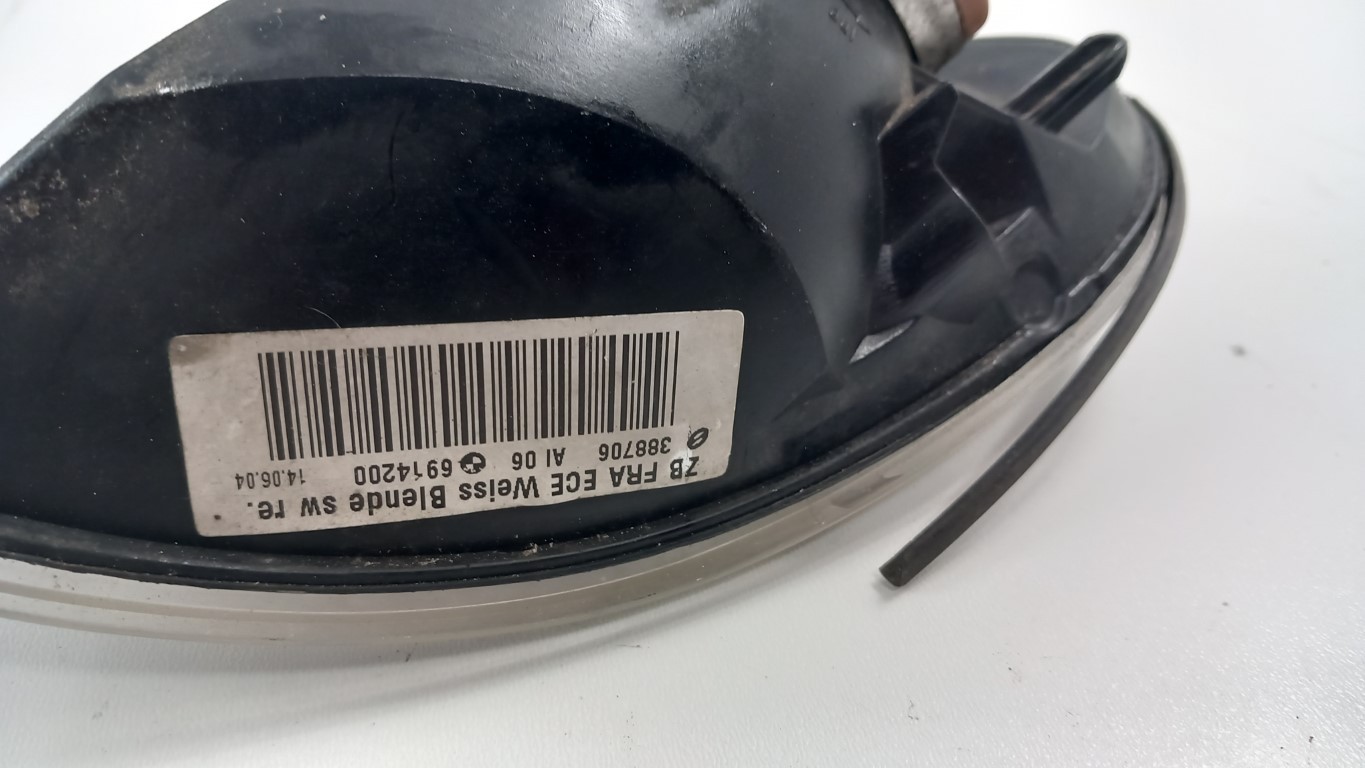 ZB FRA ECE Weiss Blende sw re.
388706 AI 06 6914200 14.06.04